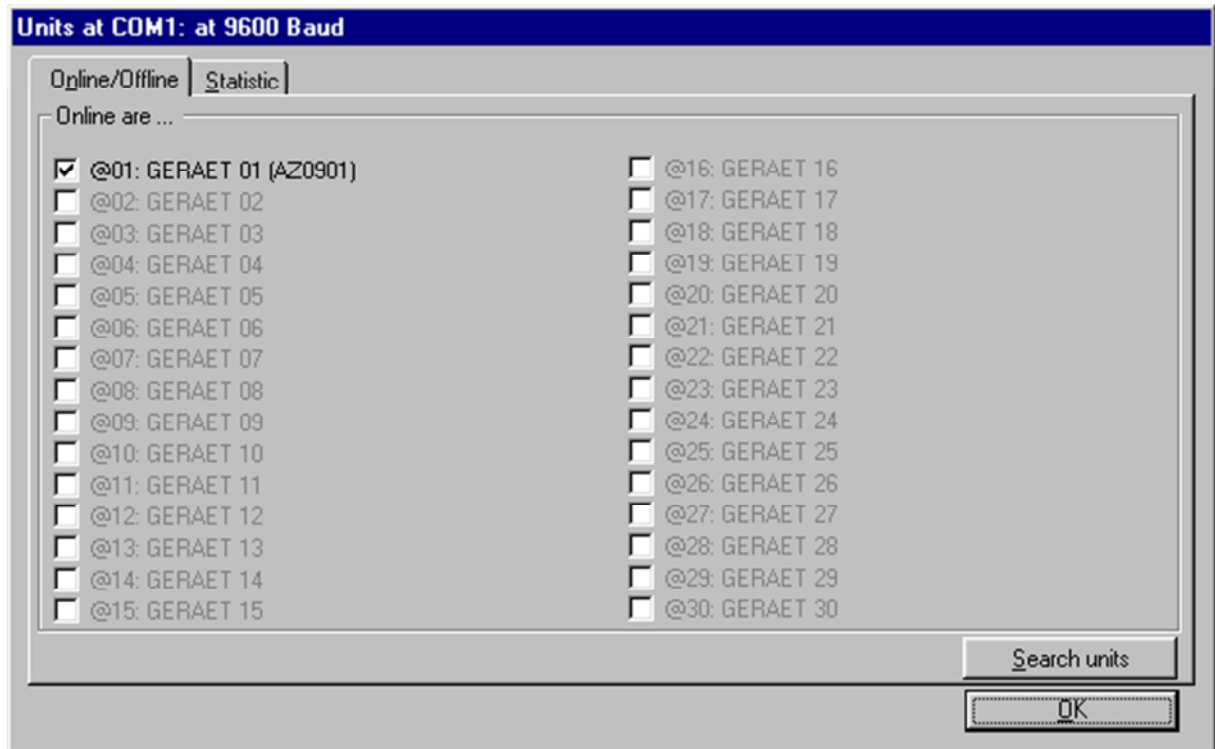 Units at COM1: at 9600 Baud
Online/Offline
Statistic
Online are ...
@01: GERAET 01 (AZ0901)
@02: GERAET 02
@03: GERAET 03
@04: GERAET 04
@05: GERAET 05
@06: GERAET 06
@07: GERAET 07
@08: GERAET 08
@09: GERAET 09
@10: GERAET 10
@11: GERAET 11
@12: GERAET 12
@13: GERAET 13
@14: GERAET 14
@15: GERAET 15
@16: GERAET 16
@17: GERAET 17
@18: GERAET 18
@19: GERAET 19
@20: GERAET 20
@21: GERAET 21
@22: GERAET 22
@23: GERAET 23
@24: GERAET 24
@25: GERAET 25
@26: GERAET 26
@27: GERAET 27
@28: GERAET 28
@29: GERAET 29
@30: GERAET 30
Search units
OK